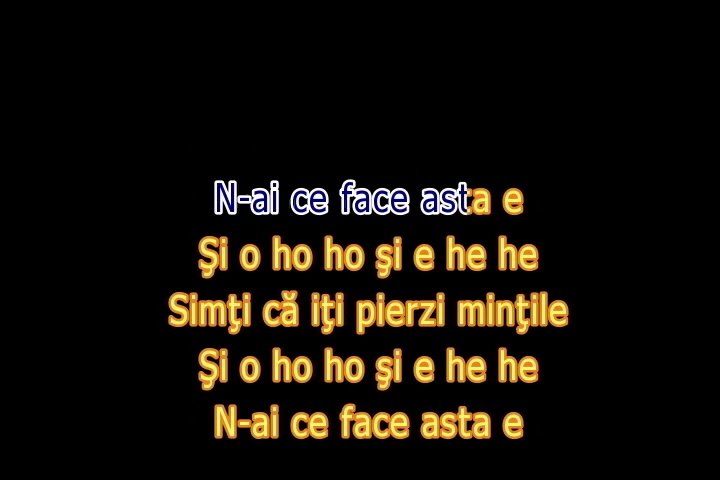 N-ai ce face asta e
Şi o ho ho şi e he he
Simţi că iţi pierzi minţile
Şi o ho ho şi e he he
N-ai ce face asta e